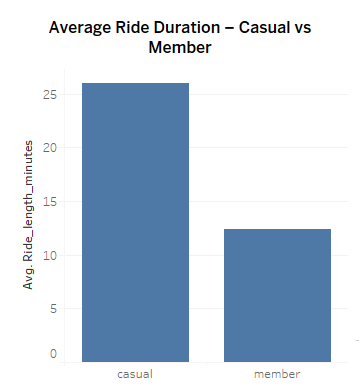 Average Ride Duration – Casual vs
Member
Avg. Ride_length_minutes
25
20
15
10
5
0
casual
member